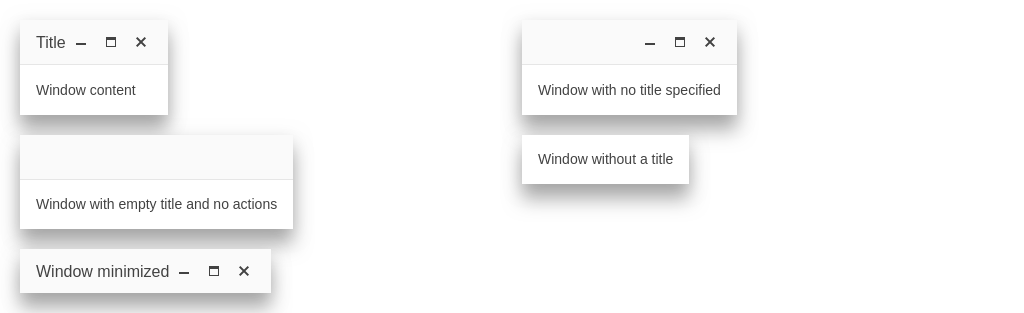 Title
Window content
Window with no title specified
Window with empty title and no actions
Window without a title
Window minimized